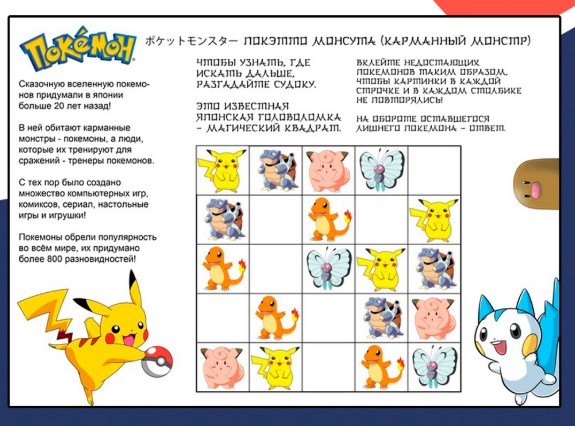 Pokémon
ポケットモンスター ПОКЭТТО МОНСУТА (КАРМАННЫЙ МОНСТР)
Сказочную вселенную покемо-
нов придумали в японии
больше 20 лет назад!
В ней обитают карманные
монстры - покемоны, а люди,
которые их тренируют для
сражений - тренеры покемонов.
С тех пор было создано
множество компьютерных игр,
комиксов, сериал, настольные
игры и игрушки!
Покемоны обрели популярность
во всём мире, их придумано
более 800 разновидностей!
ЧТОБЫ УЗНАТЬ, ГДЕ
ИСКАТЬ ДАЛЬШЕ,
РАЗГАДАЙТЕ СУДОКУ.
ЭТО ИЗВЕСТНАЯ
ЯПОНСКАЯ ГОЛОВОЛОМКА
- МАГИЧЕСКИЙ КВАДРАТ.
ВКЛЕЙТЕ НЕДОСТАЮЩИХ
ПОКЕМОНОВ ТАКИМ ОБРАЗОМ,
ЧТОБЫ КАРТИНКИ В КАЖДОЙ
СТРОЧКЕ И В КАЖДОМ СТОЛБИКЕ
НЕ ПОВТОРЯЛИСЬ!
НА ОБОРОТЕ ОСТАВШЕГОСЯ
ЛИШНЕГО ПОКЕМОНА - ОТВЕТ.